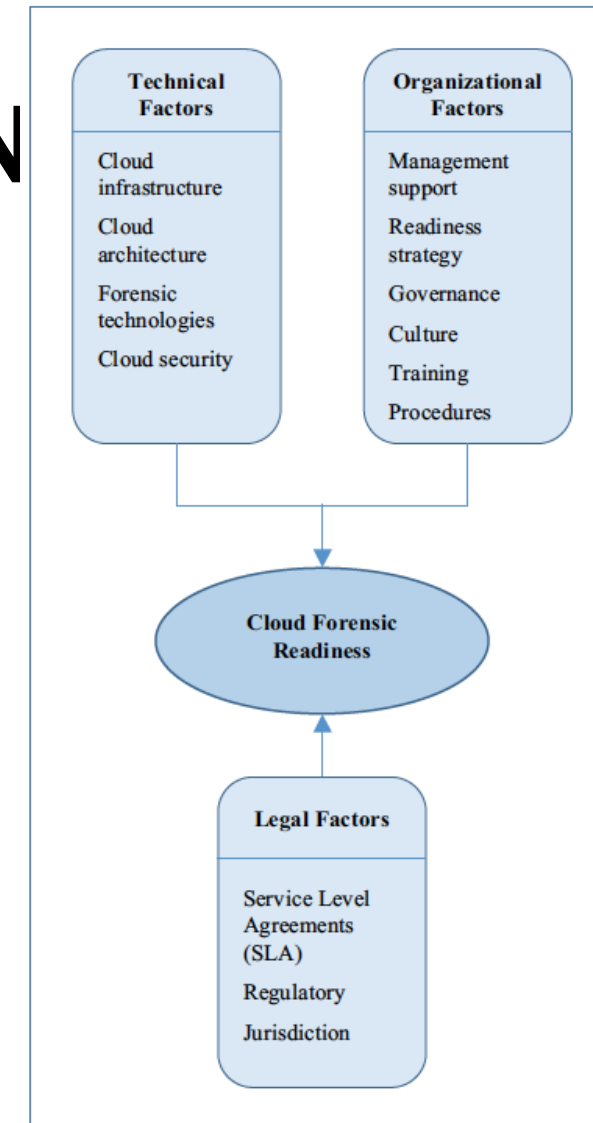 N
Technical
Factors
Cloud
infrastructure
Cloud
architecture
Forensic
technologies
Cloud security
Organizational
Factors
Management
support
Readiness
strategy
Governance
Culture
Training
Procedures
Cloud Forensic
Readiness
Legal Factors
Service Level
Agreements
(SLA)
Regulatory
Jurisdiction